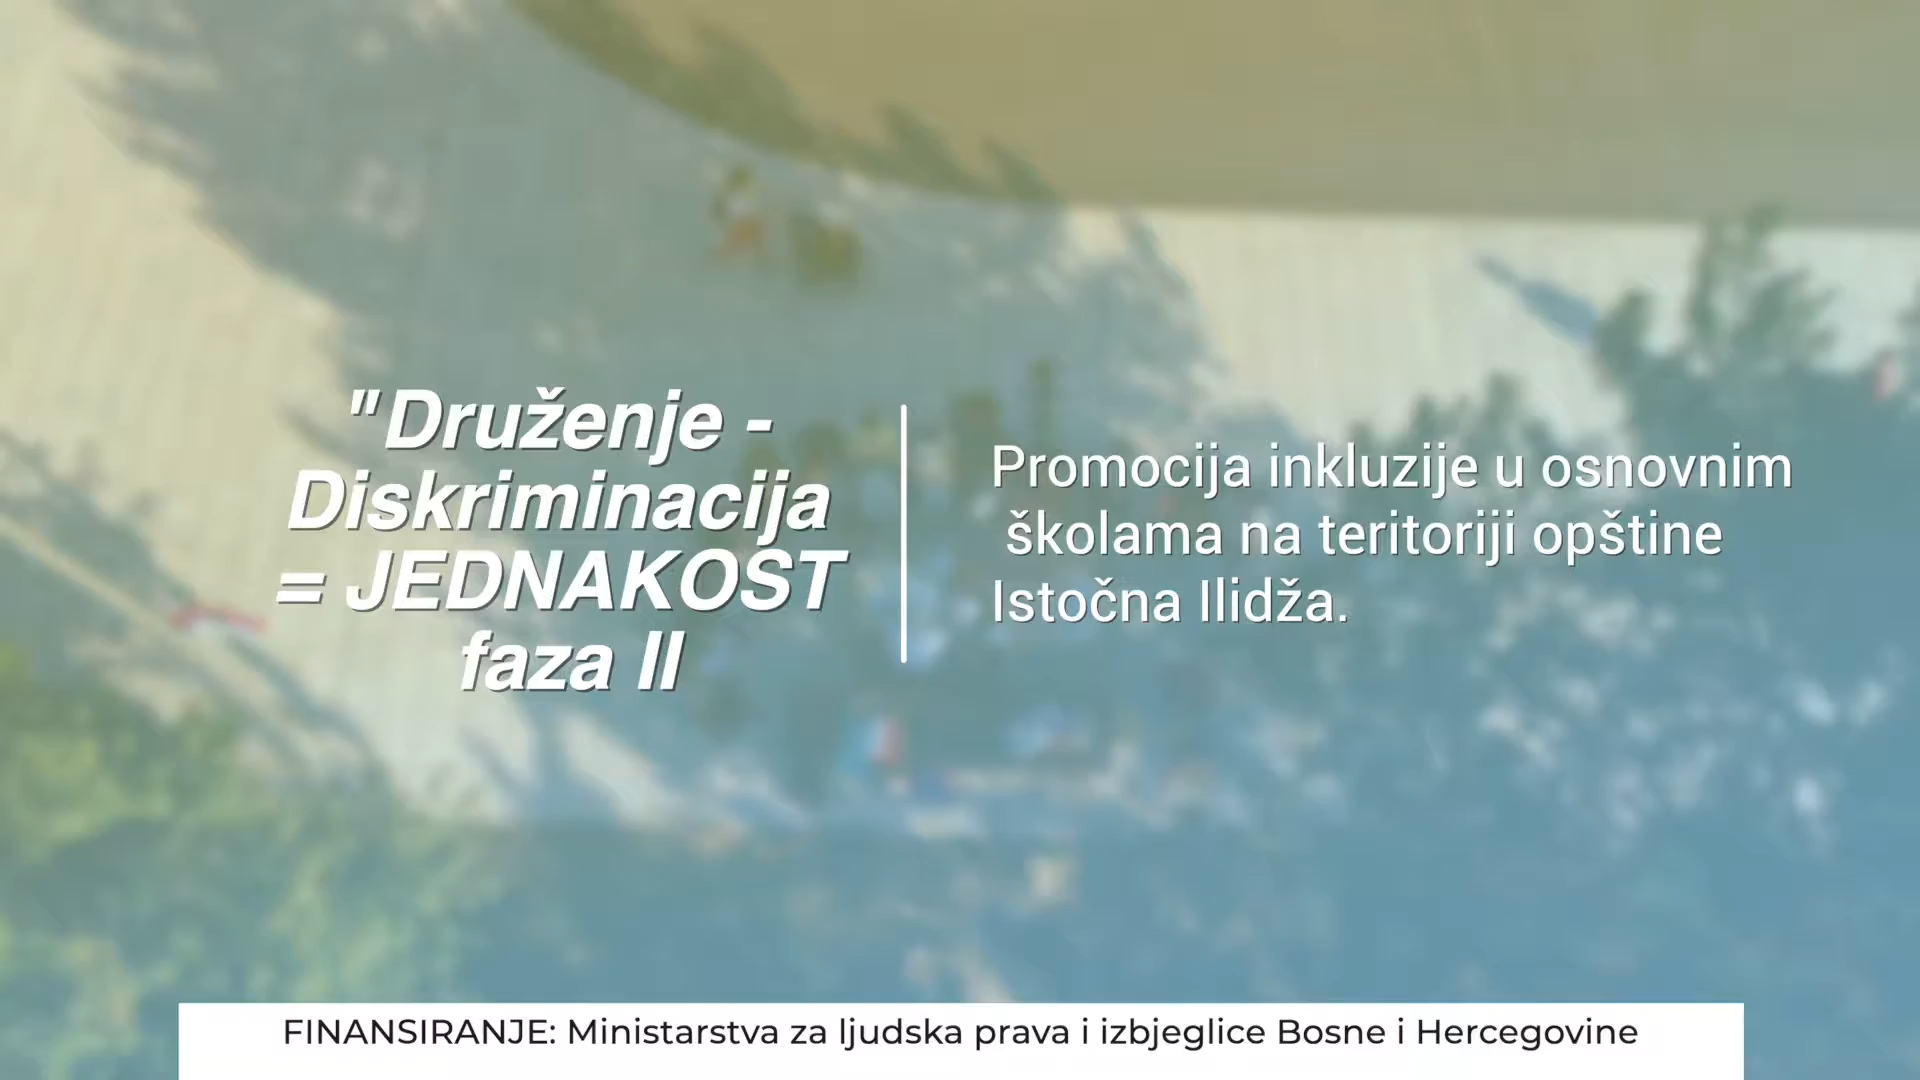 "Druženje -
Diskriminacija
= JEDNAKOST
faza II
Promocija inkluzije u osnovnim
školama na teritoriji opštine
Istočna Ilidža.
FINANSIRANJE: Ministarstva za ljudska prava i izbjeglice Bosne i Hercegovine